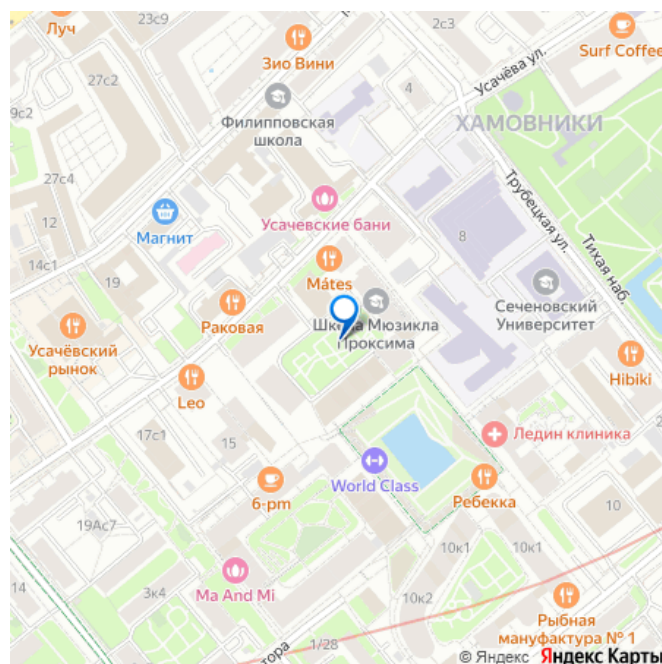 23с9
2с3
Луч
Зио Вини
Surf Coffee
Усачёва ул.
27с2
4
Филипповская
школа
ХАМОВНИКИ
27с4
Трубецкая ул.
12
Усачевские бани
Магнит
8
Тихая наб.
14с1
19
Mátes
Сеченовский
Университет
Раковая
Школа Мюзикла
Проксима
Усачёвский
рынок
Hibiki
Leo
17с1
15
Ледин клиника
World Class
6-pm
Ребекка
10
19Ас7
10к1
10к1
14
3к4
Ma And Mi
10к2
Рыбная
мануфактура № 1
1/28
© Яндекс Яндекс Карты